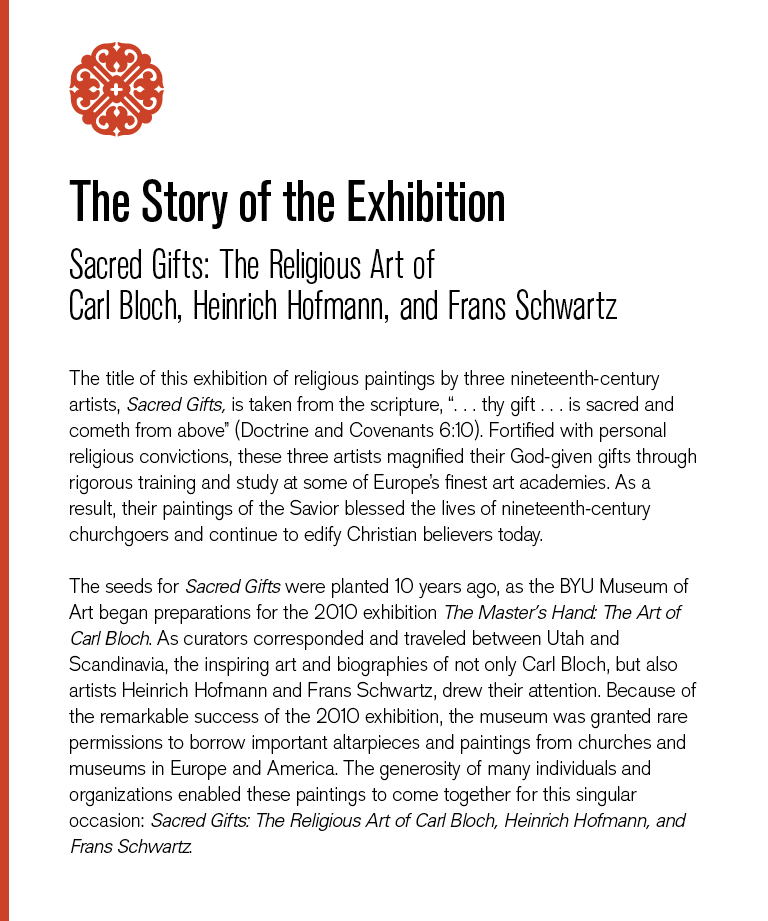 The Story of the Exhibition
Sacred Gifts: The Religious Art of
Carl Bloch, Heinrich Hofmann, and Frans Schwartz
The title of this exhibition of religious paintings by three nineteenth-century
artists, Sacred Gifts, is taken from the scripture, “. . . thy gift . . . is sacred and
cometh from above” (Doctrine and Covenants 6:10). Fortified with personal
religious convictions, these three artists magnified their God-given gifts through
rigorous training and study at some of Europe’s finest art academies. As a
result, their paintings of the Savior blessed the lives of nineteenth-century
churchgoers and continue to edify Christian believers today.
The seeds for Sacred Gifts were planted 10 years ago, as the BYU Museum of
Art began preparations for the 2010 exhibition The Master’s Hand: The Art of
Carl Bloch. As curators corresponded and traveled between Utah and
Scandinavia, the inspiring art and biographies of not only Carl Bloch, but also
artists Heinrich Hofmann and Frans Schwartz, drew their attention. Because of
the remarkable success of the 2010 exhibition, the museum was granted rare
permissions to borrow important altarpieces and paintings from churches and
museums in Europe and America. The generosity of many individuals and
organizations enabled these paintings to come together for this singular
occasion: Sacred Gifts: The Religious Art of Carl Bloch, Heinrich Hofmann, and
Frans Schwartz.